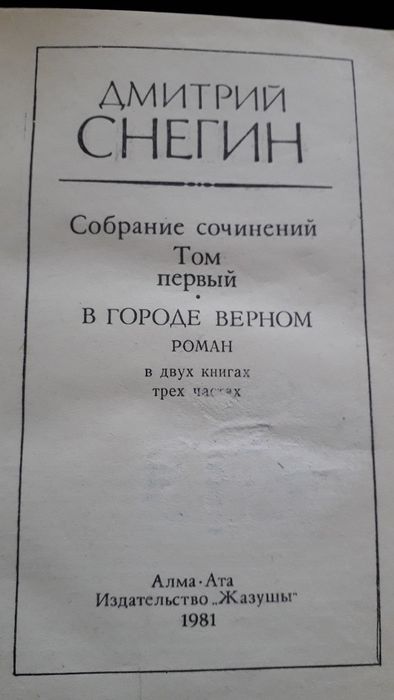 ДМИТРИЙ
СНЕГИН
Собрание сочинений
Том
первый
В ГОРОДЕ ВЕРНОМ
РОМАН
в двух книгах
трех частях
Алма-Ата
Издательство „Жазушы"
1981